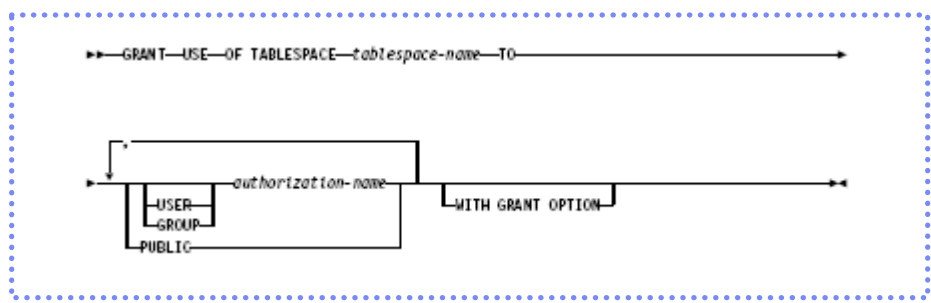 GRANT USE OF TABLESPACE tablespace-name TO
,
authorization-name
USER
WITH GRANT OPTION
GROUP
PUBLIC